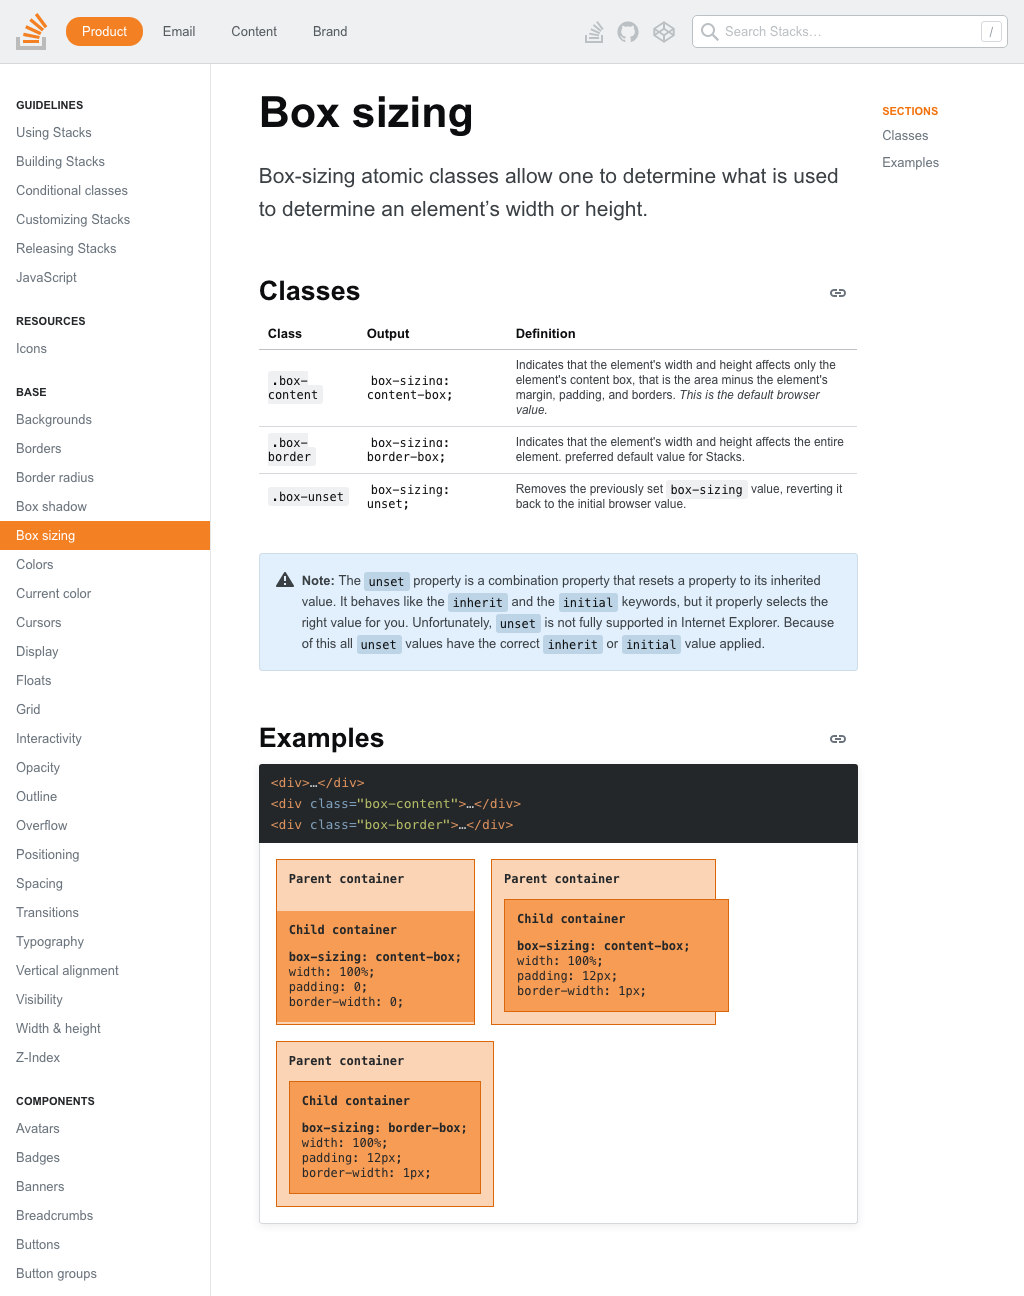 Product
Email
Content
Brand
Search Stacks…
/
GUIDELINES
Using Stacks
Building Stacks
Conditional classes
Customizing Stacks
Releasing Stacks
JavaScript
RESOURCES
Icons
BASE
Backgrounds
Borders
Border radius
Box shadow
Box sizing
Colors
Current color
Cursors
Display
Floats
Grid
Interactivity
Opacity
Outline
Overflow
Positioning
Spacing
Transitions
Typography
Vertical alignment
Visibility
Width & height
Z-Index
COMPONENTS
Avatars
Badges
Banners
Breadcrumbs
Buttons
Button groups
Box sizing
Box-sizing atomic classes allow one to determine what is used
to determine an element’s width or height.
Classes
Class Output Definition
.box-
content
box-sizing:
content-box;
Indicates that the element's width and height affects only the
element's content box, that is the area minus the element's
margin, padding, and borders. This is the default browser
value.
.box-
border
box-sizing:
border-box;
Indicates that the element's width and height affects the entire
element. preferred default value for Stacks.
.box-unset
box-sizing:
unset;
Removes the previously set box-sizing value, reverting it
back to the initial browser value.
Note: The unset property is a combination property that resets a property to its inherited
value. It behaves like the inherit and the initial keywords, but it properly selects the
right value for you. Unfortunately, unset is not fully supported in Internet Explorer. Because
of this all unset values have the correct inherit or initial value applied.
Examples
<div>…</div>
<div class="box-content">…</div>
<div class="box-border">…</div>
Parent container
Child container
box-sizing: content-box;
width: 100%;
padding: 0;
border-width: 0;
Parent container
Child container
box-sizing: content-box;
width: 100%;
padding: 12px;
border-width: 1px;
Parent container
Child container
box-sizing: border-box;
width: 100%;
padding: 12px;
border-width: 1px;
SECTIONS
Classes
Examples